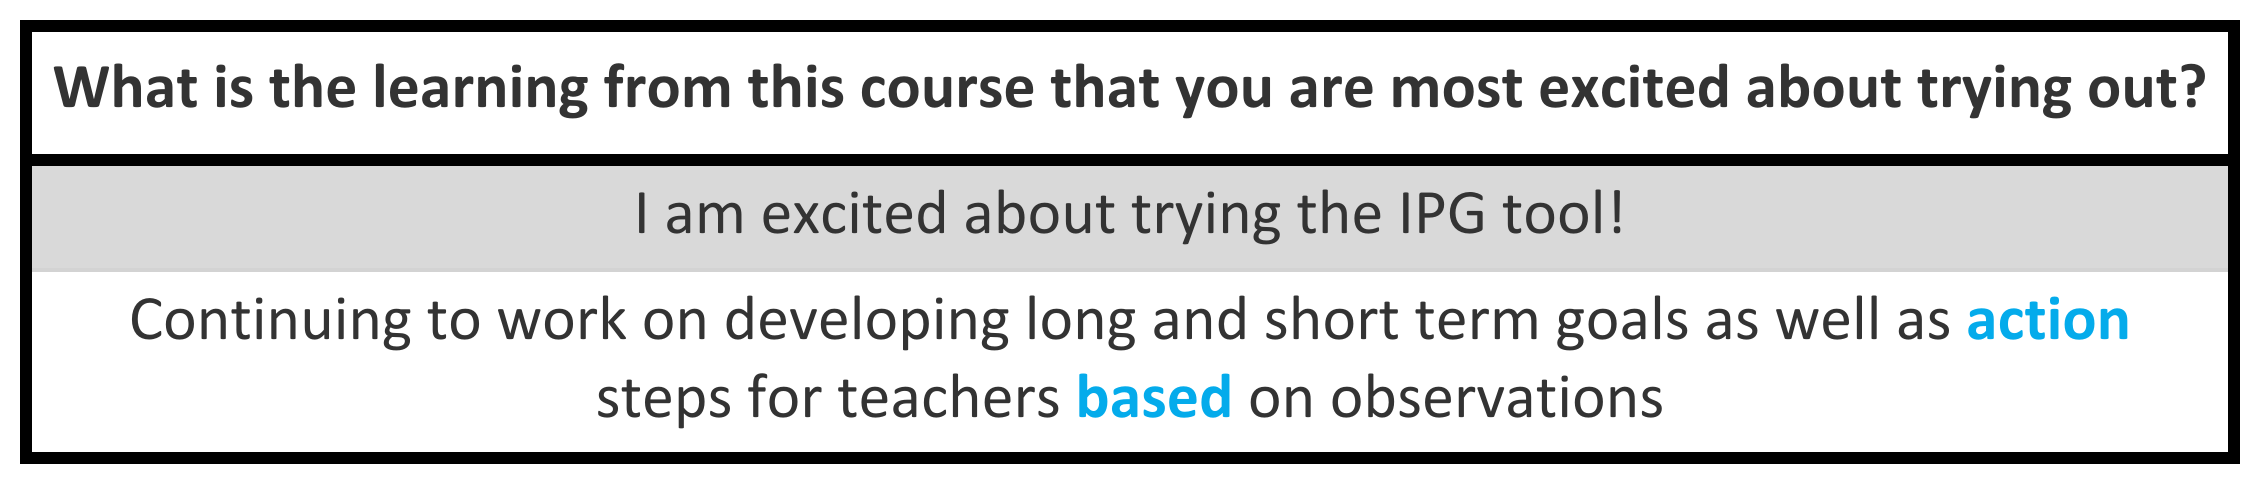 What is the learning from this course that you are most excited about trying out?
I am excited about trying the IPG tool!
Continuing to work on developing long and short term goals as well as action
steps for teachers based on observations